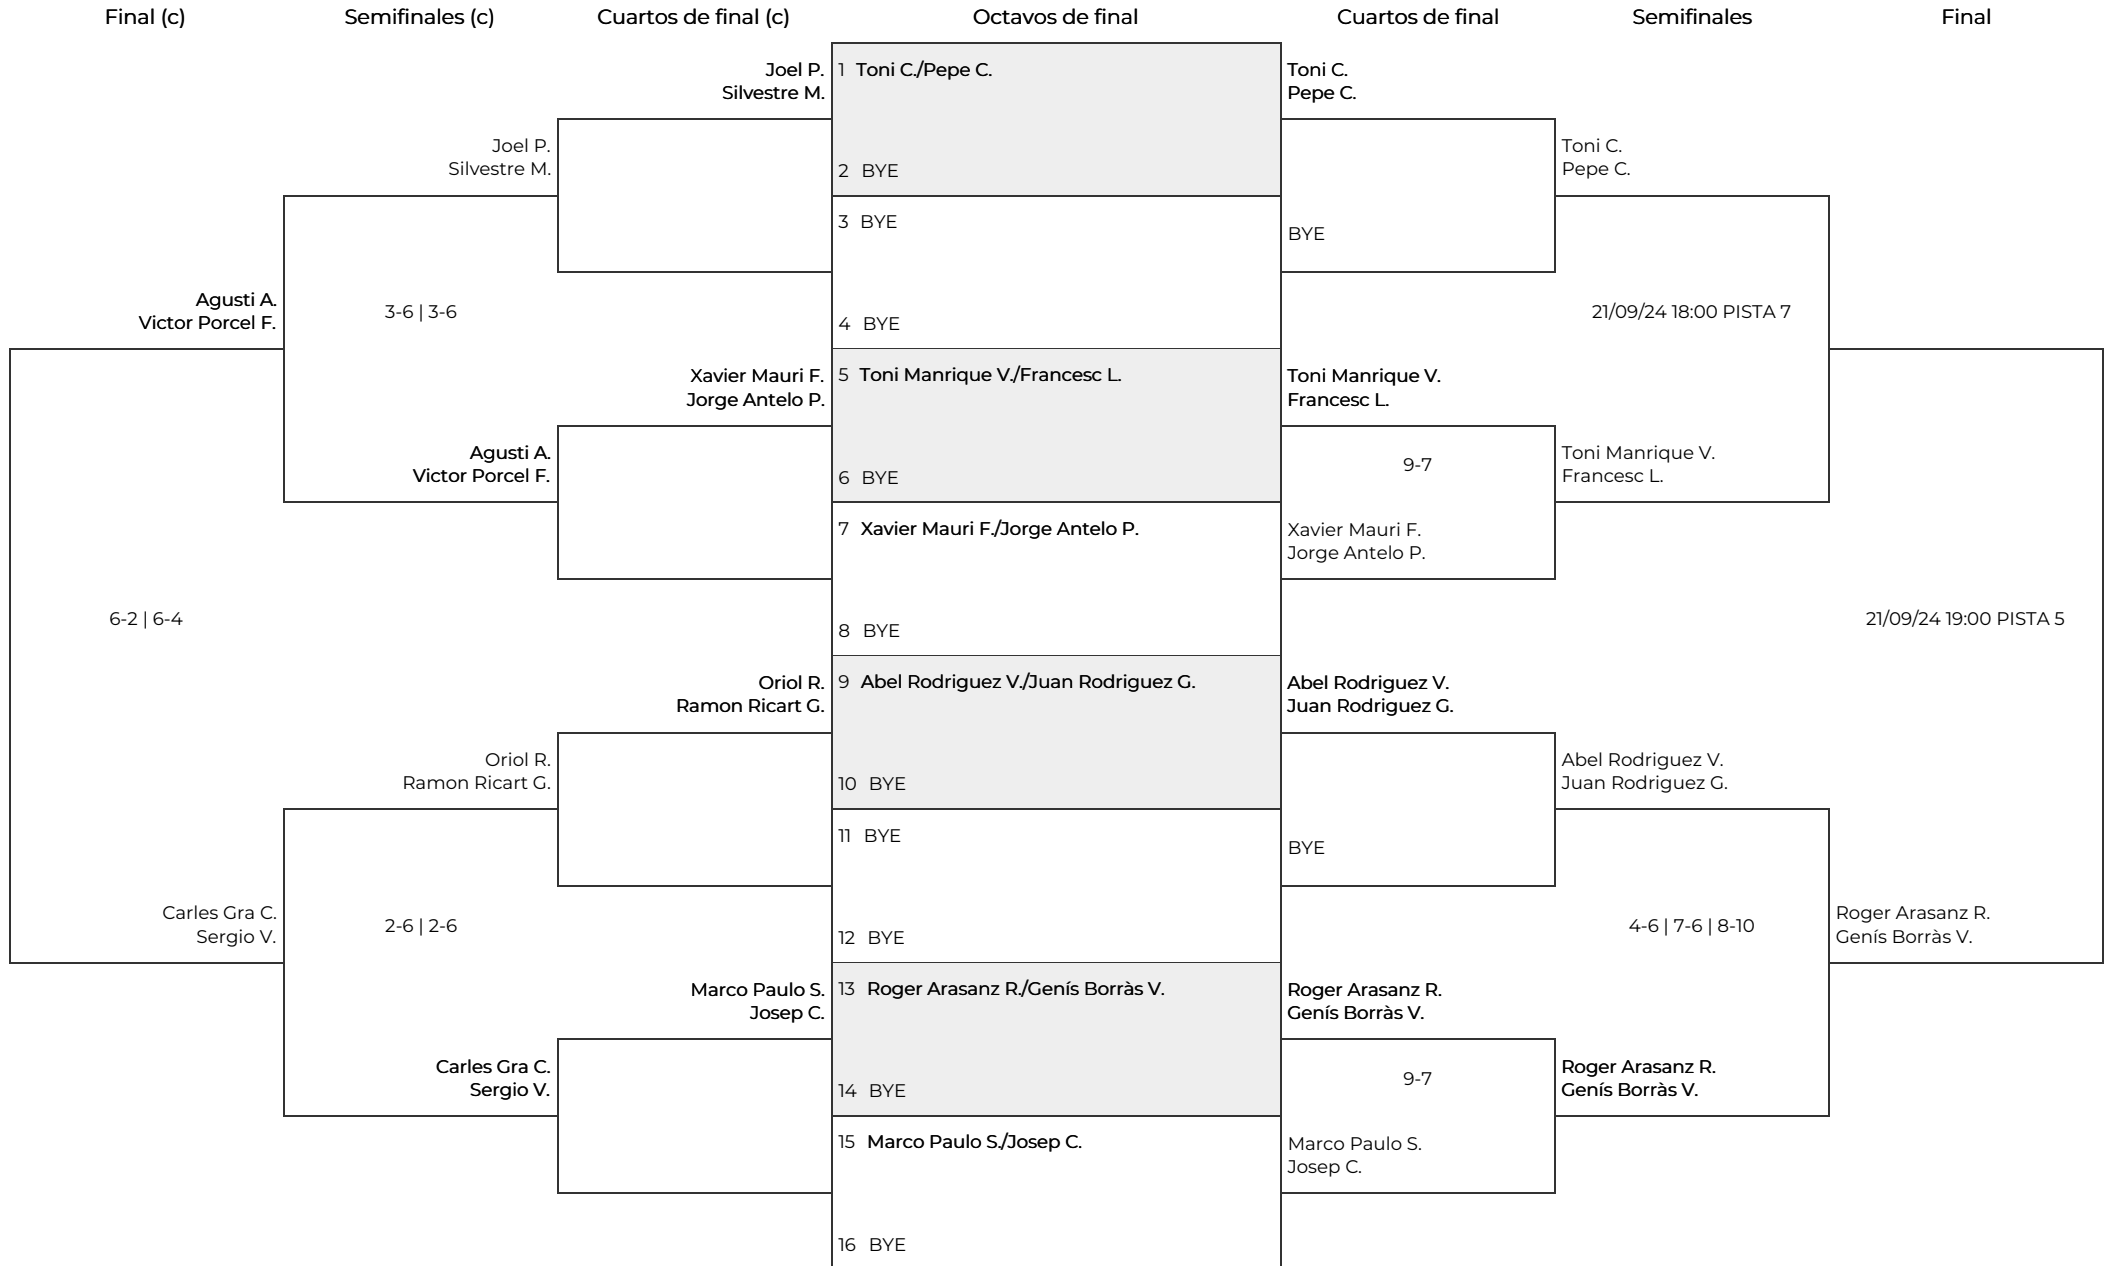 Final (c)
Semifinales (c)
Cuartos de final (c)
Octavos de final
Cuartos de final
Semifinales
Final
Agusti A.
Victor Porcel F.
6-2 | 6-4
Carles Gra C.
Sergio V.
Joel P.
Silvestre M.
3-6 | 3-6
Agusti A.
Victor Porcel F.
Oriol R.
Ramon Ricart G.
2-6 | 2-6
Carles Gra C.
Sergio V.
Joel P.
Silvestre M.
Xavier Mauri F.
Jorge Antelo P.
Oriol R.
Ramon Ricart G.
Marco Paulo S.
Josep C.
1 Toni C./Pepe C.
2 BYE
3 BYE
4 BYE
5 Toni Manrique V./Francesc L.
6 BYE
7 Xavier Mauri F./Jorge Antelo P.
8 BYE
9 Abel Rodriguez V./Juan Rodriguez G.
10 BYE
11 BYE
12 BYE
13 Roger Arasanz R./Genís Borràs V.
14 BYE
15 Marco Paulo S./Josep C.
16 BYE
Toni C.
Pepe C.
BYE
Toni Manrique V.
Francesc L.
9-7
Xavier Mauri F.
Jorge Antelo P.
Abel Rodriguez V.
Juan Rodriguez G.
BYE
Roger Arasanz R.
Genís Borràs V.
9-7
Marco Paulo S.
Josep C.
Toni C.
Pepe C.
21/09/24 18:00 PISTA 7
Toni Manrique V.
Francesc L.
Abel Rodriguez V.
Juan Rodriguez G.
4-6 | 7-6 | 8-10
Roger Arasanz R.
Genís Borràs V.
21/09/24 19:00 PISTA 5
Roger Arasanz R.
Genís Borràs V.